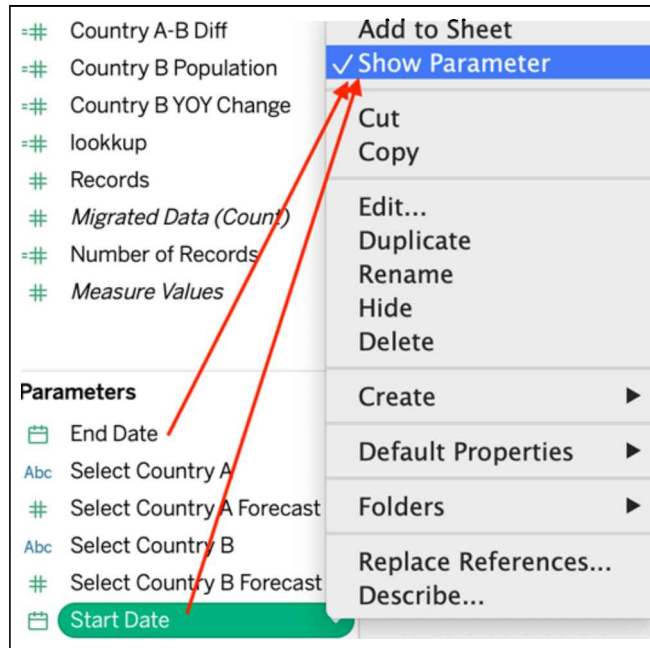 Country A-B Diff
Country B Population
Country B YOY Change
lookkup
Records
Migrated Data (Count)
Number of Records
Measure Values
Parameters
End Date
Abc Select Country A
Select Country A Forecast
Abc Select Country B
Select Country B Forecast
Start Date
Add to Sheet
✓ Show Parameter
Cut
Copy
Edit...
Duplicate
Rename
Hide
Delete
Create
Default Properties
Folders
Replace References...
Describe...